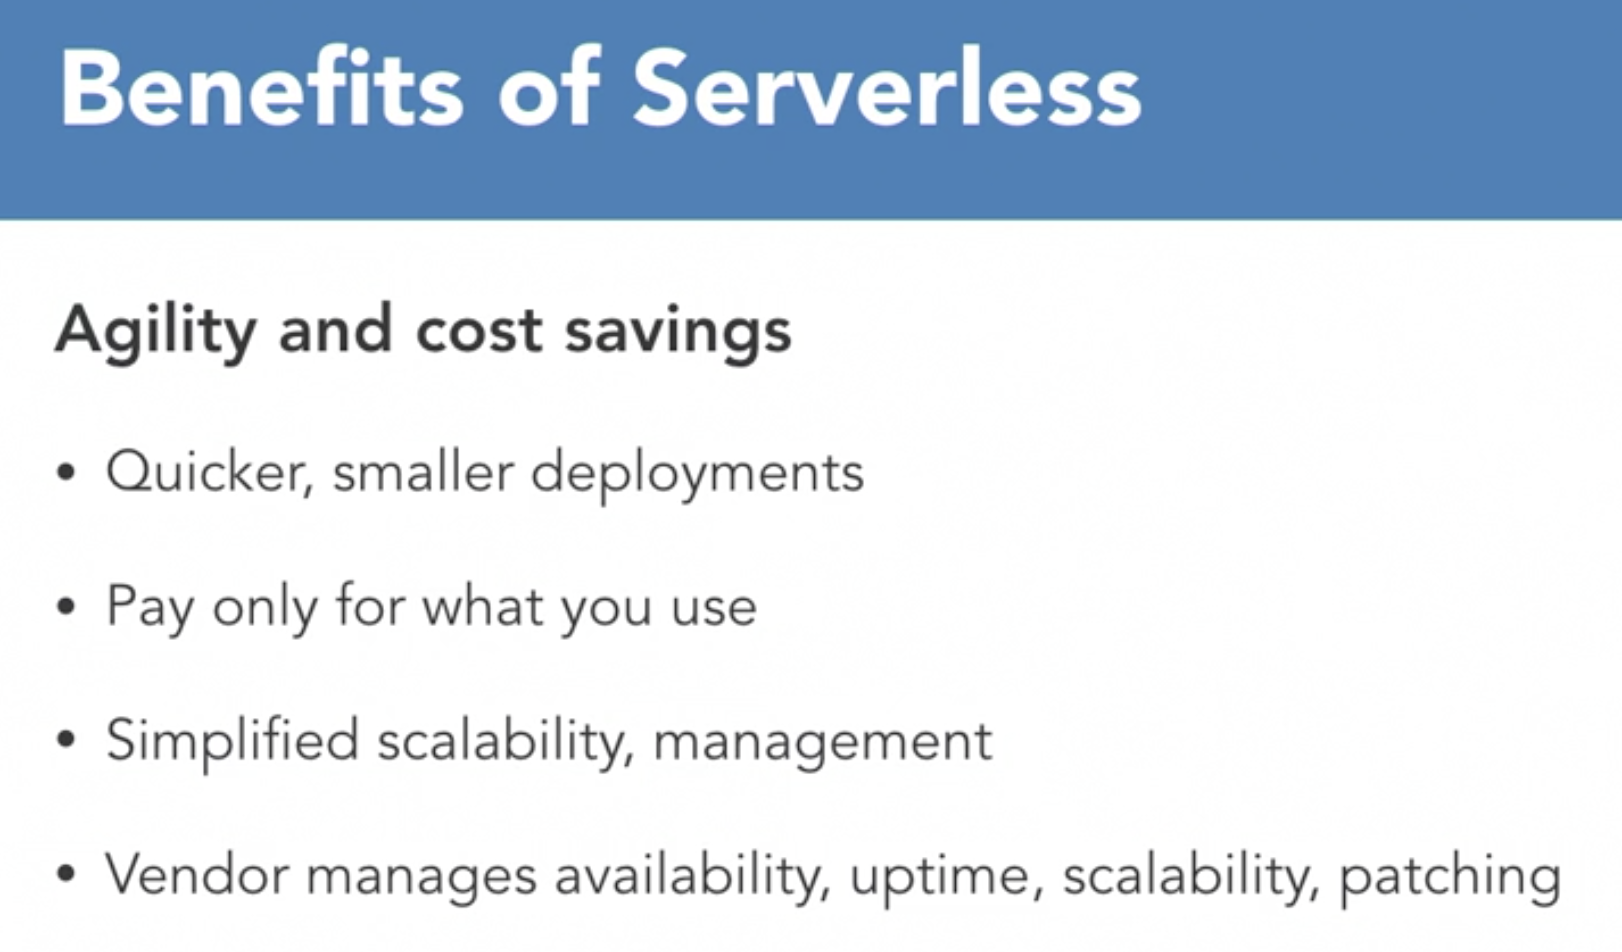 Benefits of Serverless
Agility and cost savings
• Quicker, smaller deployments
• Pay only for what you use
• Simplified scalability, management
• Vendor manages availability, uptime, scalability, patching